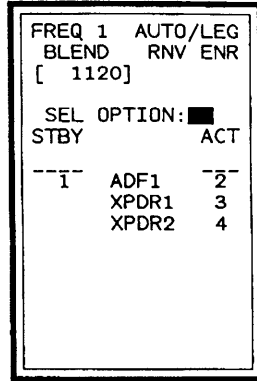 FREQ 1 AUTO/LEG
BLEND RNV ENR
[ 1120]
SEL OPTION:
STBY ACT
---- ---
1 ADF1 2
XPDR1 3
XPDR2 4